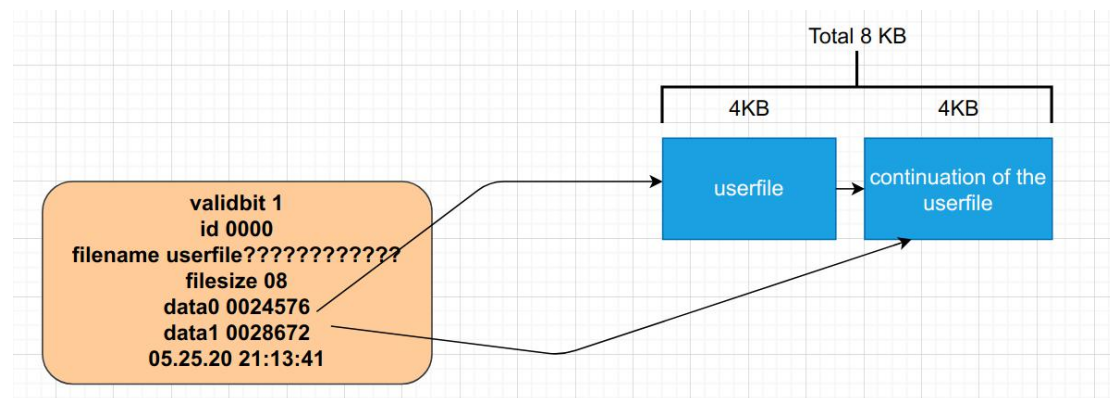 Total 8 KB
4KB
4KB
userfile
continuation of the
userfile
validbit 1
id 0000
filename userfile????????????
filesize 08
data0 0024576
data1 0028672
05.25.20 21:13:41